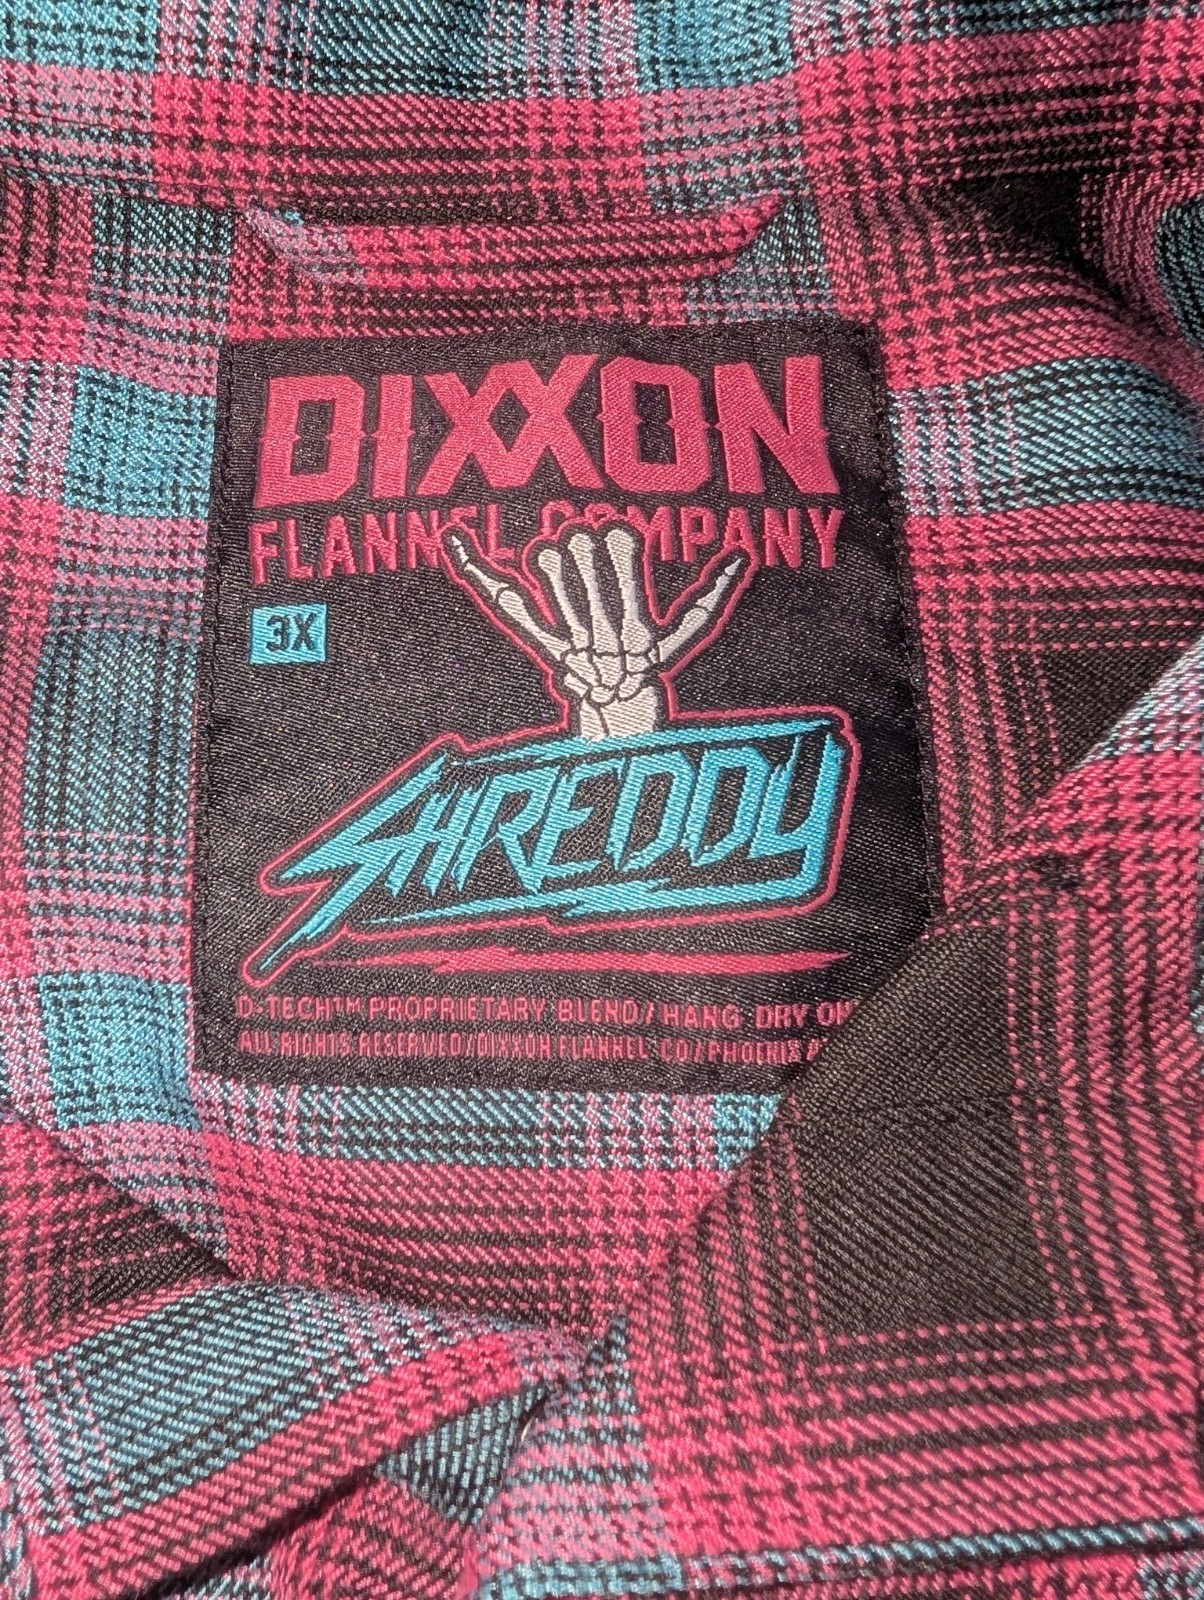 DIXXON
FLANNEL COMPANY
3X
SHREDDY
D-TECH™ PROPRIETARY BLEND/HANG DRY
ALL RIGHTS RESERVED/DIXXON FLANNEL CO/PHOENIX